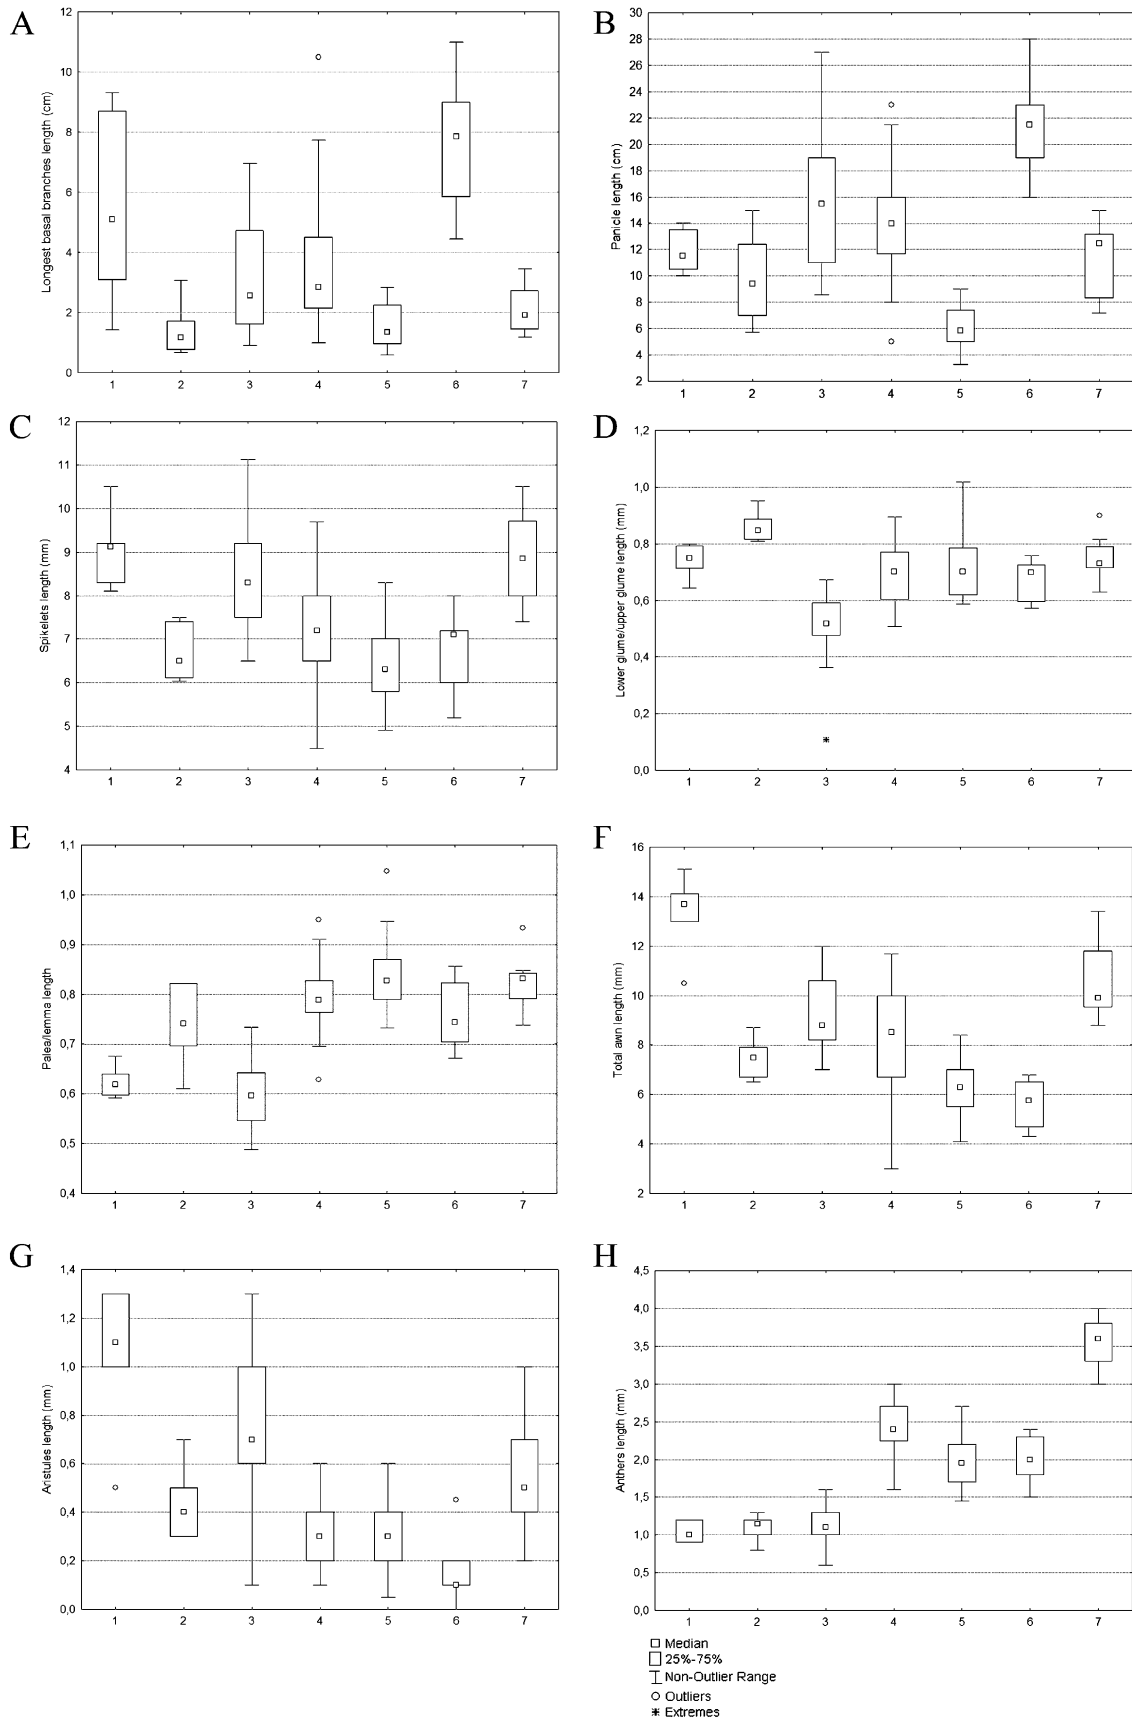 A
Longest basal branches length (cm)
12
10
8
6
4
2
0
1 2 3 4 5 6 7
B
Panicle length (cm)
30
28
26
24
22
20
18
16
14
12
10
8
6
4
2
1 2 3 4 5 6 7
C
Spikelets length (mm)
12
11
10
9
8
7
6
5
4
1 2 3 4 5 6 7
D
Lower glume/upper glume length (mm)
1,2
1,0
0,8
0,6
0,4
0,2
0,0
1 2 3 4 5 6 7
E
Palea/lemma length
1,1
1,0
0,9
0,8
0,7
0,6
0,5
0,4
1 2 3 4 5 6 7
F
Total awn length (mm)
16
14
12
10
8
6
4
2
1 2 3 4 5 6 7
G
Aristules length (mm)
1,4
1,2
1,0
0,8
0,6
0,4
0,2
0,0
1 2 3 4 5 6 7
H
Anthers length (mm)
4,5
4,0
3,5
3,0
2,5
2,0
1,5
1,0
0,5
0,0
1 2 3 4 5 6 7
Median
25%-75%
Non-Outlier Range
Outliers
Extremes